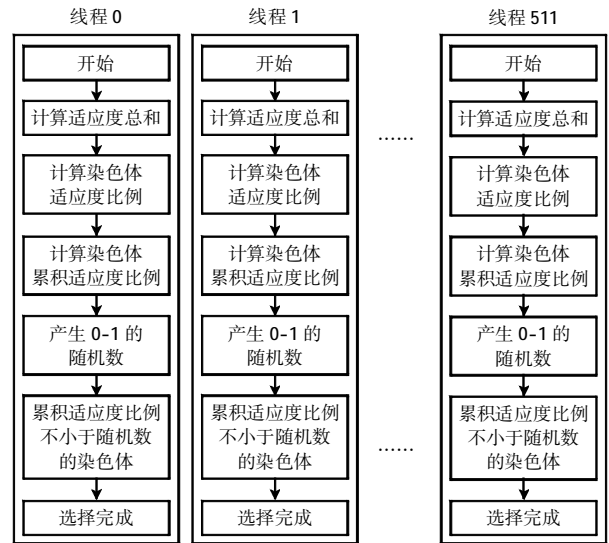 线程 0
开始
计算适应度总和
计算染色体
适应度比例
计算染色体
累积适应度比例
产生 0-1 的
随机数
累积适应度比例
不小于随机数
的染色体
选择完成
线程 1
开始
计算适应度总和
计算染色体
适应度比例
计算染色体
累积适应度比例
产生 0-1 的
随机数
累积适应度比例
不小于随机数
的染色体
选择完成
……
……
线程 511
开始
计算适应度总和
计算染色体
适应度比例
计算染色体
累积适应度比例
产生 0-1 的
随机数
累积适应度比例
不小于随机数
的染色体
选择完成